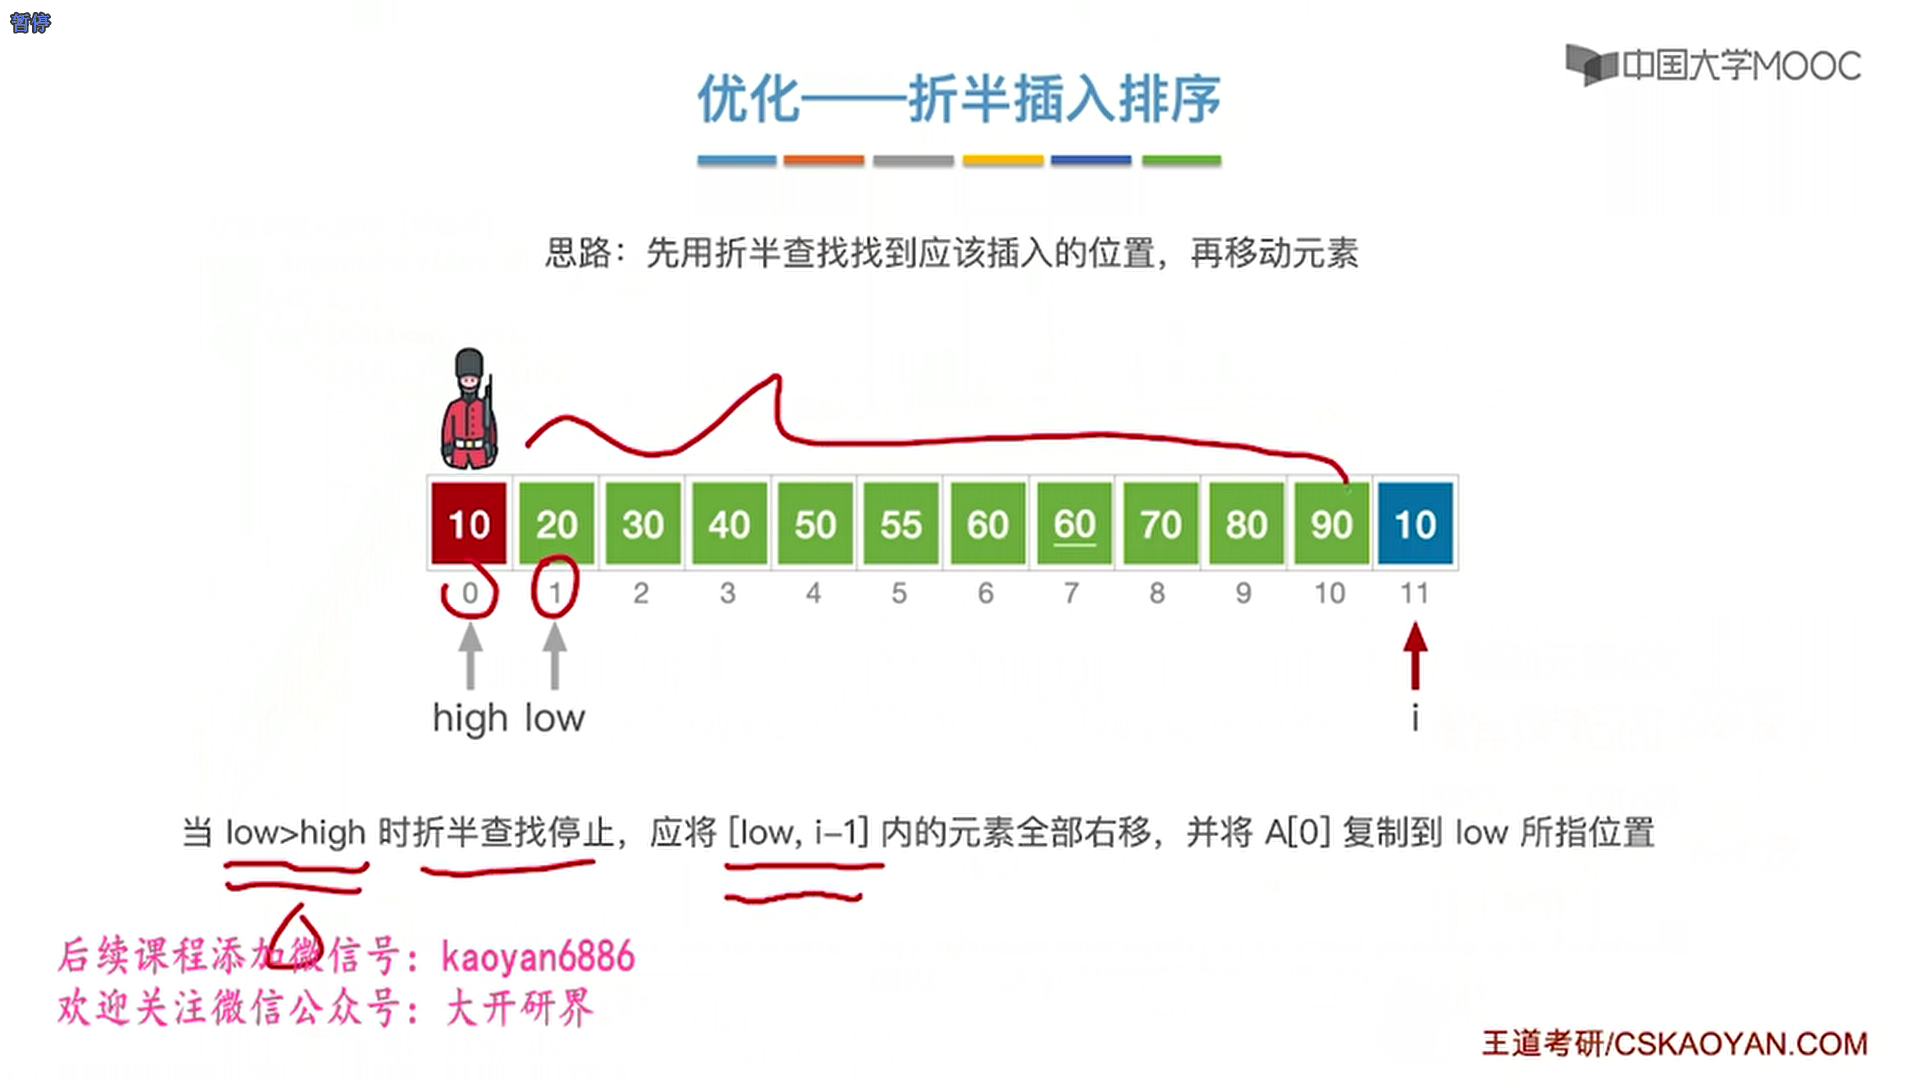 暂停
中国大学MOOC
优化——折半插入排序
思路：先用折半查找找到应该插入的位置，再移动元素
10 20 30 40 50 55 60 60 70 80 90 10
0 1 2 3 4 5 6 7 8 9 10 11
high low i
当 low>high 时折半查找停止，应将 [low, i-1] 内的元素全部右移，并将 A[0] 复制到 low 所指位置
后续课程添加微信号：kaoyan6886
欢迎关注微信公众号：大开研界
王道考研/CSKAOYAN.COM